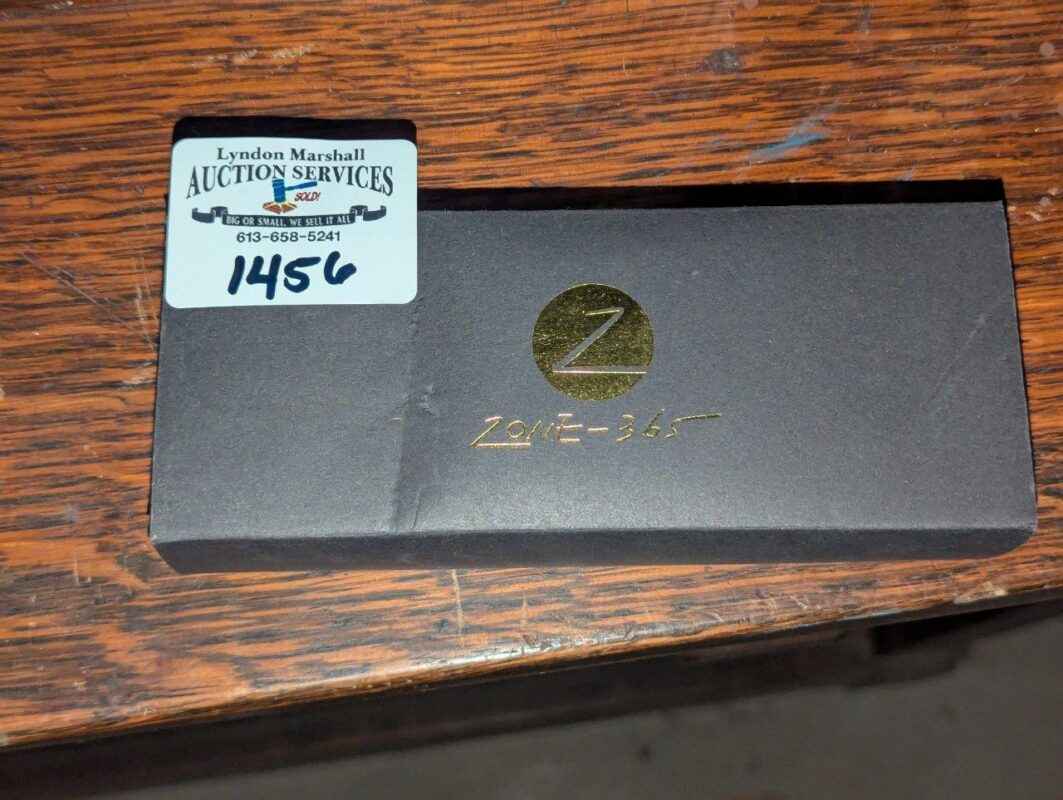 Lyndon Marshall
AUCTION SERVICES
SOLD!
BIG OR SMALL, WE SELL IT ALL
613-658-5241
1456
Z
ZONE-365